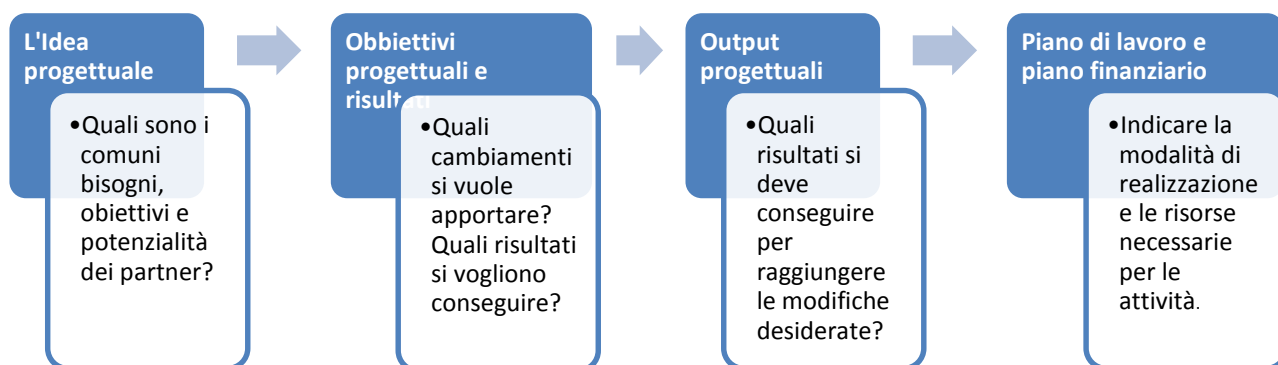 L'Idea
progettuale
•Quali sono i
comuni
bisogni,
obiettivi e
potenzialità
dei partner?
Obbiettivi
progettuali e
risultati
•Quali
cambiamenti
si vuole
apportare?
Quali risultati
si vogliono
conseguire?
Output
progettuali
•Quali
risultati si
deve
conseguire
per
raggiungere
le modifiche
desiderate?
Piano di lavoro e
piano finanziario
•Indicare la
modalità di
realizzazione
e le risorse
necessarie
per le
attività.